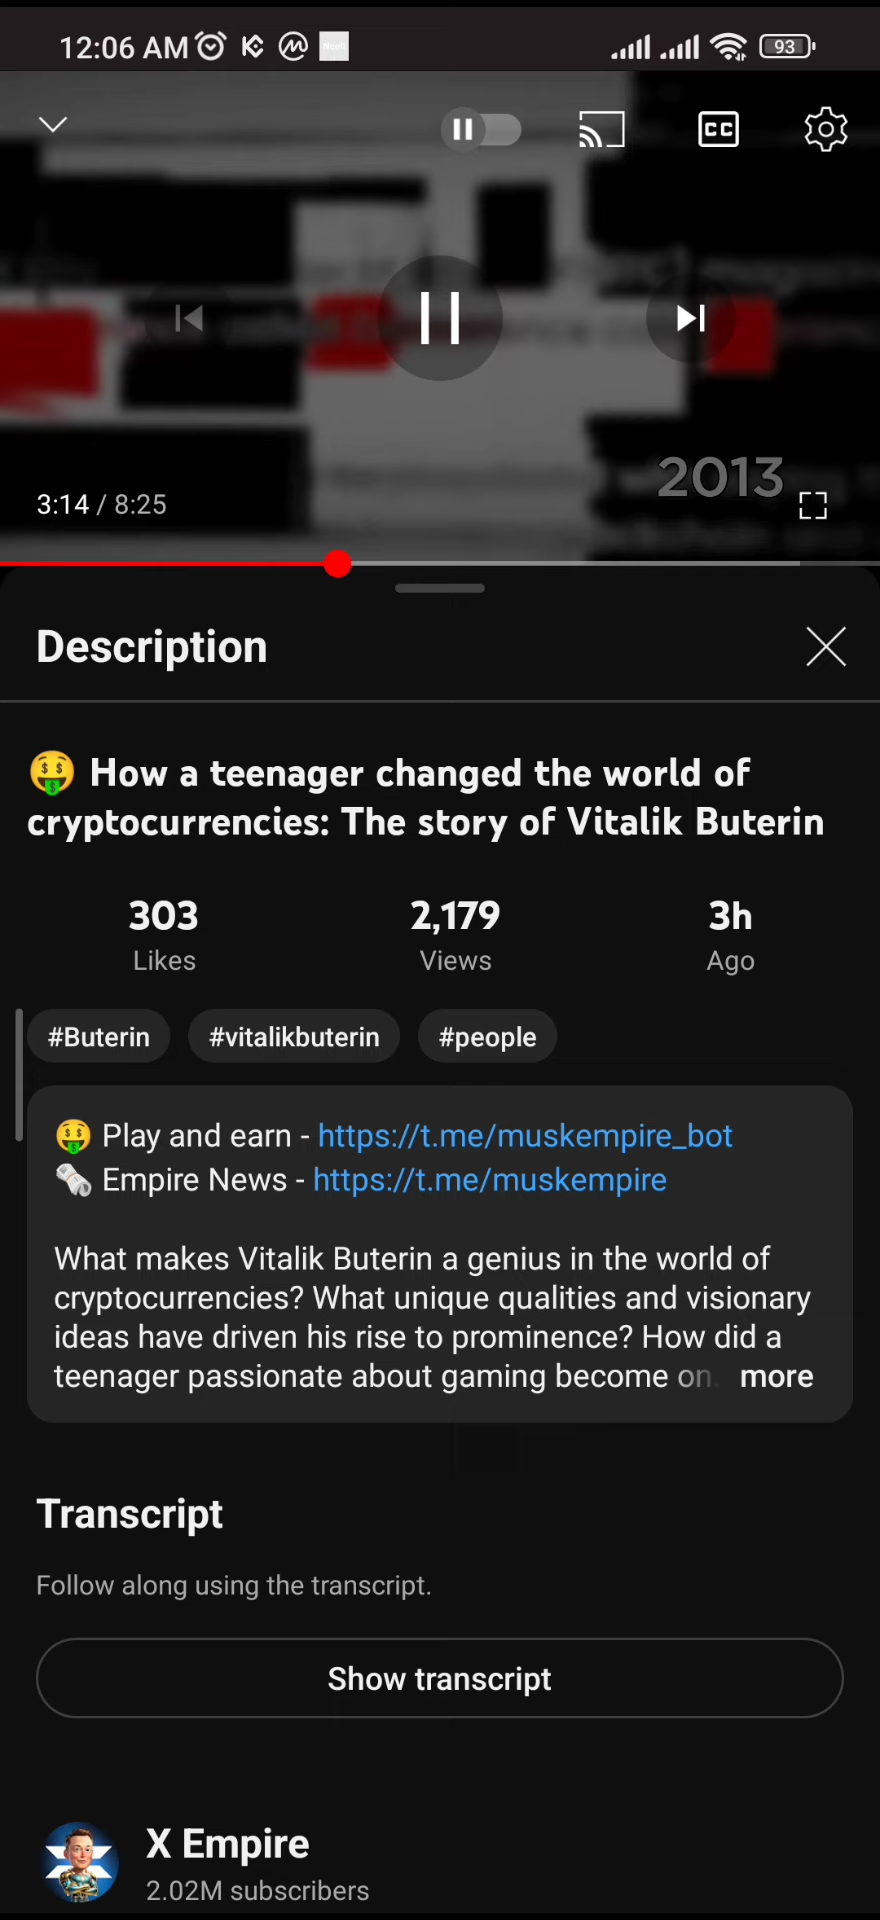 12:06 AM
93
CC
2013
3:14 / 8:25
Description
How a teenager changed the world of
cryptocurrencies: The story of Vitalik Buterin
303
2,179
3h
Likes
Views
Ago
#Buterin
#vitalikbuterin
#people
Play and earn - https://t.me/muskempire_bot
Empire News - https://t.me/muskempire
What makes Vitalik Buterin a genius in the world of
cryptocurrencies? What unique qualities and visionary
ideas have driven his rise to prominence? How did a
teenager passionate about gaming become on. more
Transcript
Follow along using the transcript.
Show transcript
X Empire
2.02M subscribers